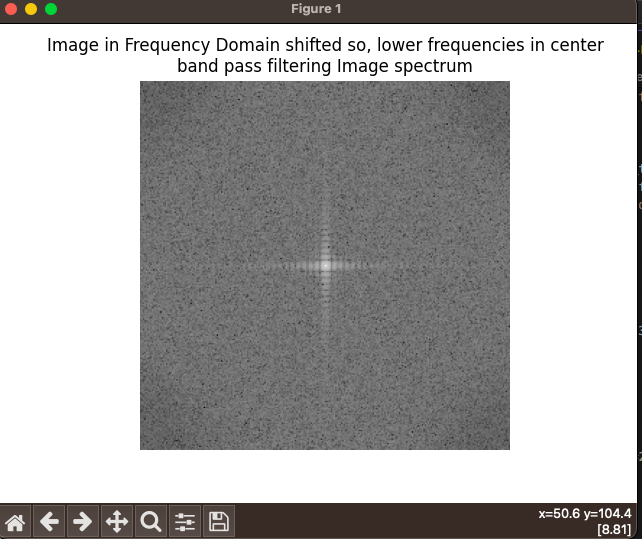 Figure 1
Image in Frequency Domain shifted so, lower frequencies in center
band pass filtering Image spectrum
x=50.6 y=104.4
[8.81]